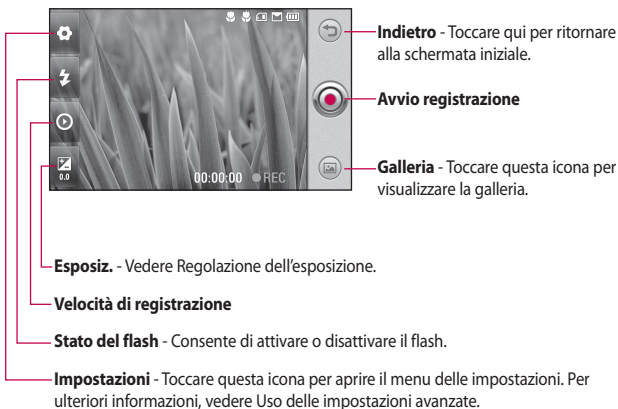 Indietro - Toccare qui per ritornare
alla schermata iniziale.
Avvio registrazione
Galleria - Toccare questa icona per
visualizzare la galleria.
0.0
00:00:00 REC
Esposiz. - Vedere Regolazione dell'esposizione.
Velocità di registrazione
Stato del flash - Consente di attivare o disattivare il flash.
Impostazioni - Toccare questa icona per aprire il menu delle impostazioni. Per
ulteriori informazioni, vedere Uso delle impostazioni avanzate.